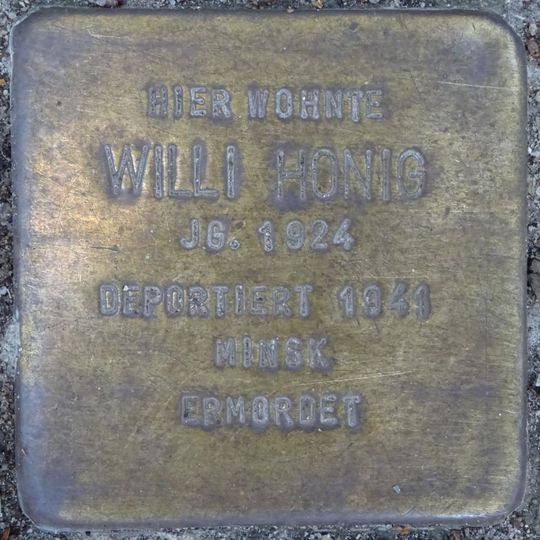 HIER WOHNTE
WILLI HONIG
JG. 1924
DEPORTIERT 1941
MINSK
ERMORDET